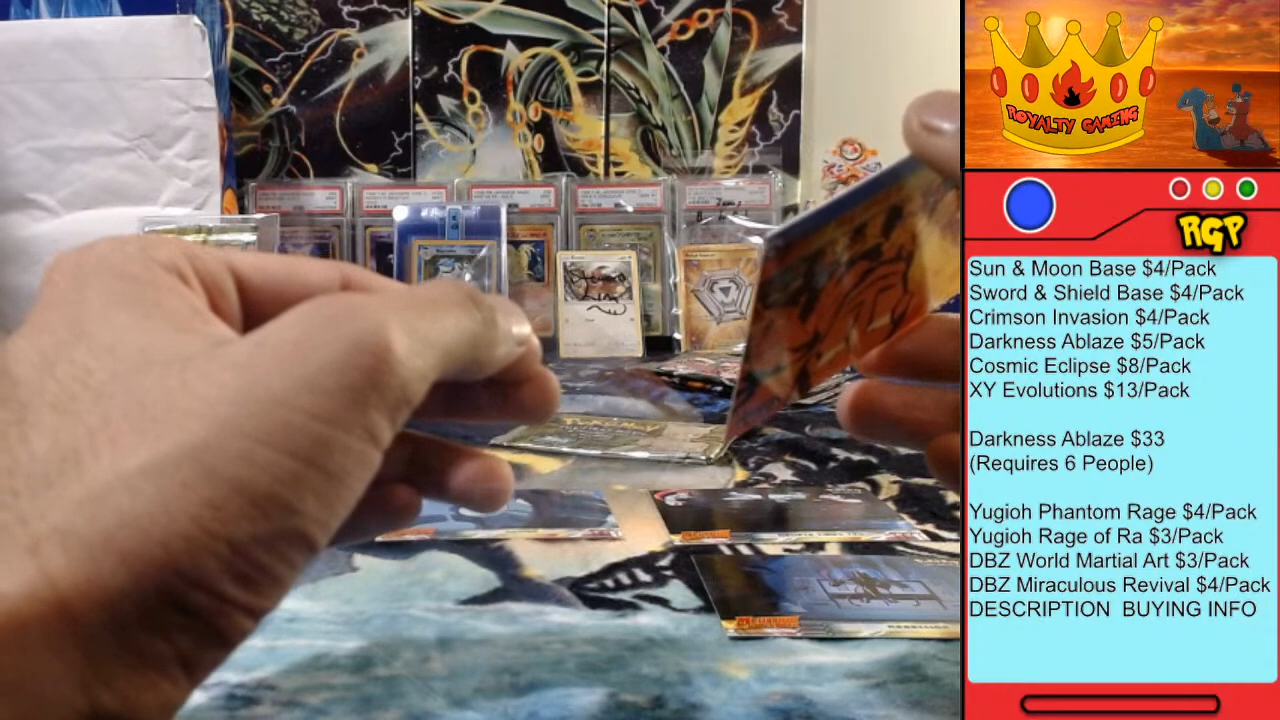 ROYALTY GAMING
RGP
Sun & Moon Base $4/Pack
Sword & Shield Base $4/Pack
Crimson Invasion $4/Pack
Darkness Ablaze $5/Pack
Cosmic Eclipse $8/Pack
XY Evolutions $13/Pack
Darkness Ablaze $33
(Requires 6 People)
Yugioh Phantom Rage $4/Pack
Yugioh Rage of Ra $3/Pack
DBZ World Martial Art $3/Pack
DBZ Miraculous Revival $4/Pack
DESCRIPTION BUYING INFO
POKEMON